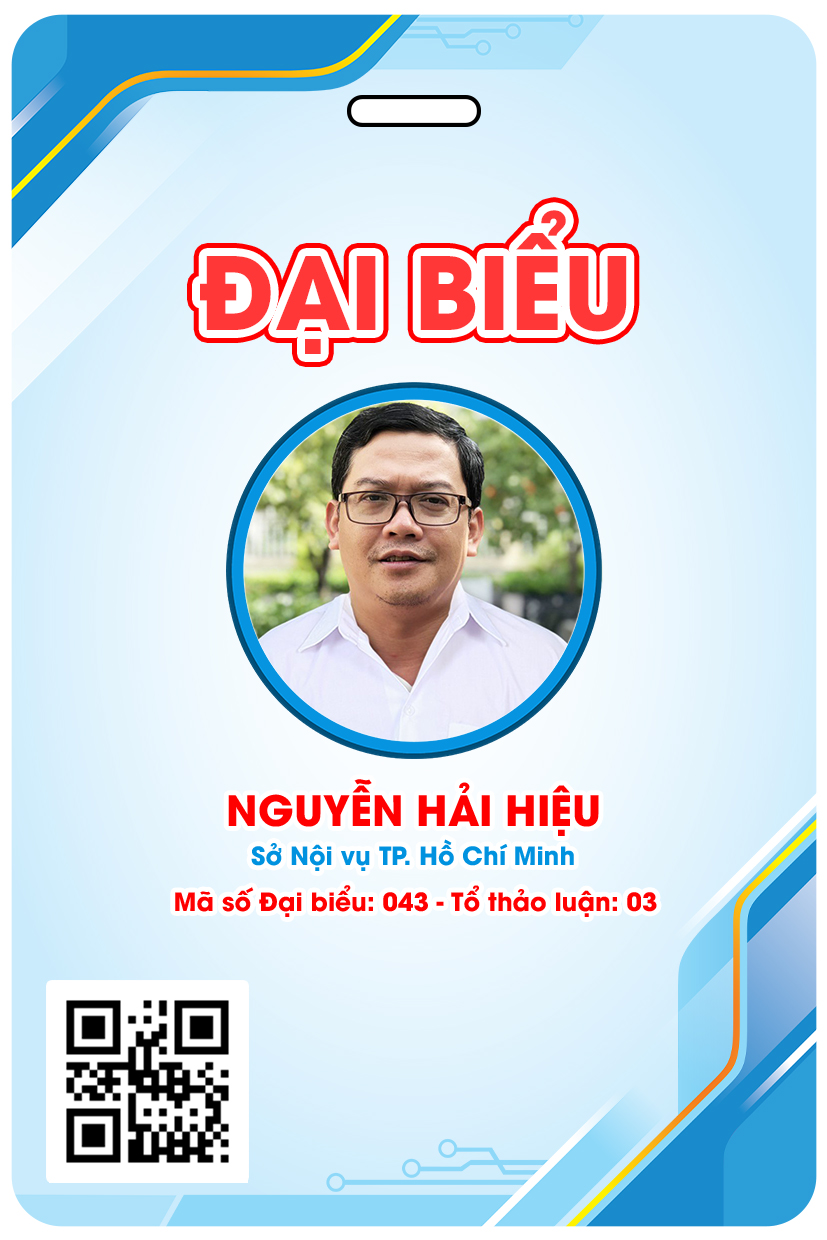 ĐẠI BIỂU
NGUYỄN HẢI HIỆU
Sở Nội vụ TP. Hồ Chí Minh
Mã số Đại biểu: 043 - Tổ thảo luận: 03